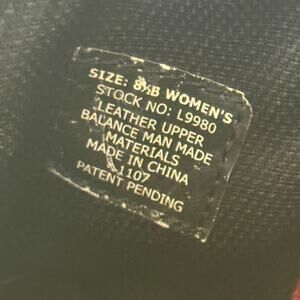 SIZE: 8½B WOMEN'S
STOCK NO: L9980
LEATHER UPPER
BALANCE MAN MADE
MATERIALS
MADE IN CHINA
1107
PATENT PENDING